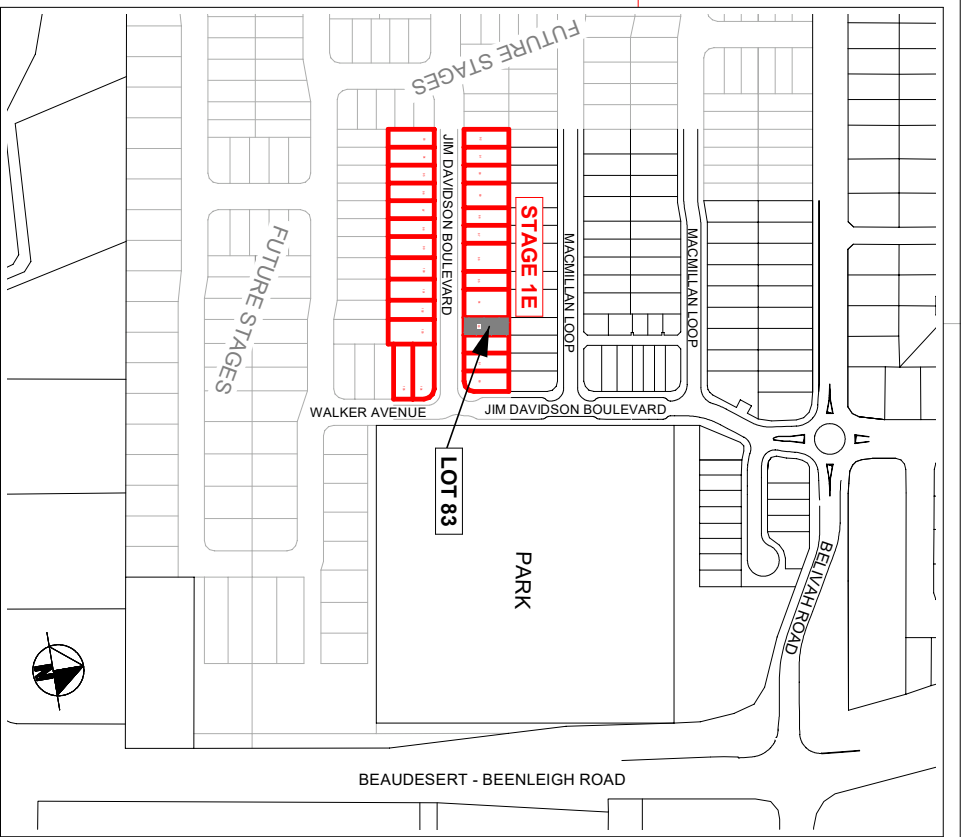 FUTURE STAGES
JIM DAVIDSON BOULEVARD
STAGE 1E
MACMILLAN LOOP
MACMILLAN LOOP
FUTURE STAGES
WALKER AVENUE
JIM DAVIDSON BOULEVARD
LOT 83
PARK
BELIVAH ROAD
N
BEAUDESERT - BEENLEIGH ROAD